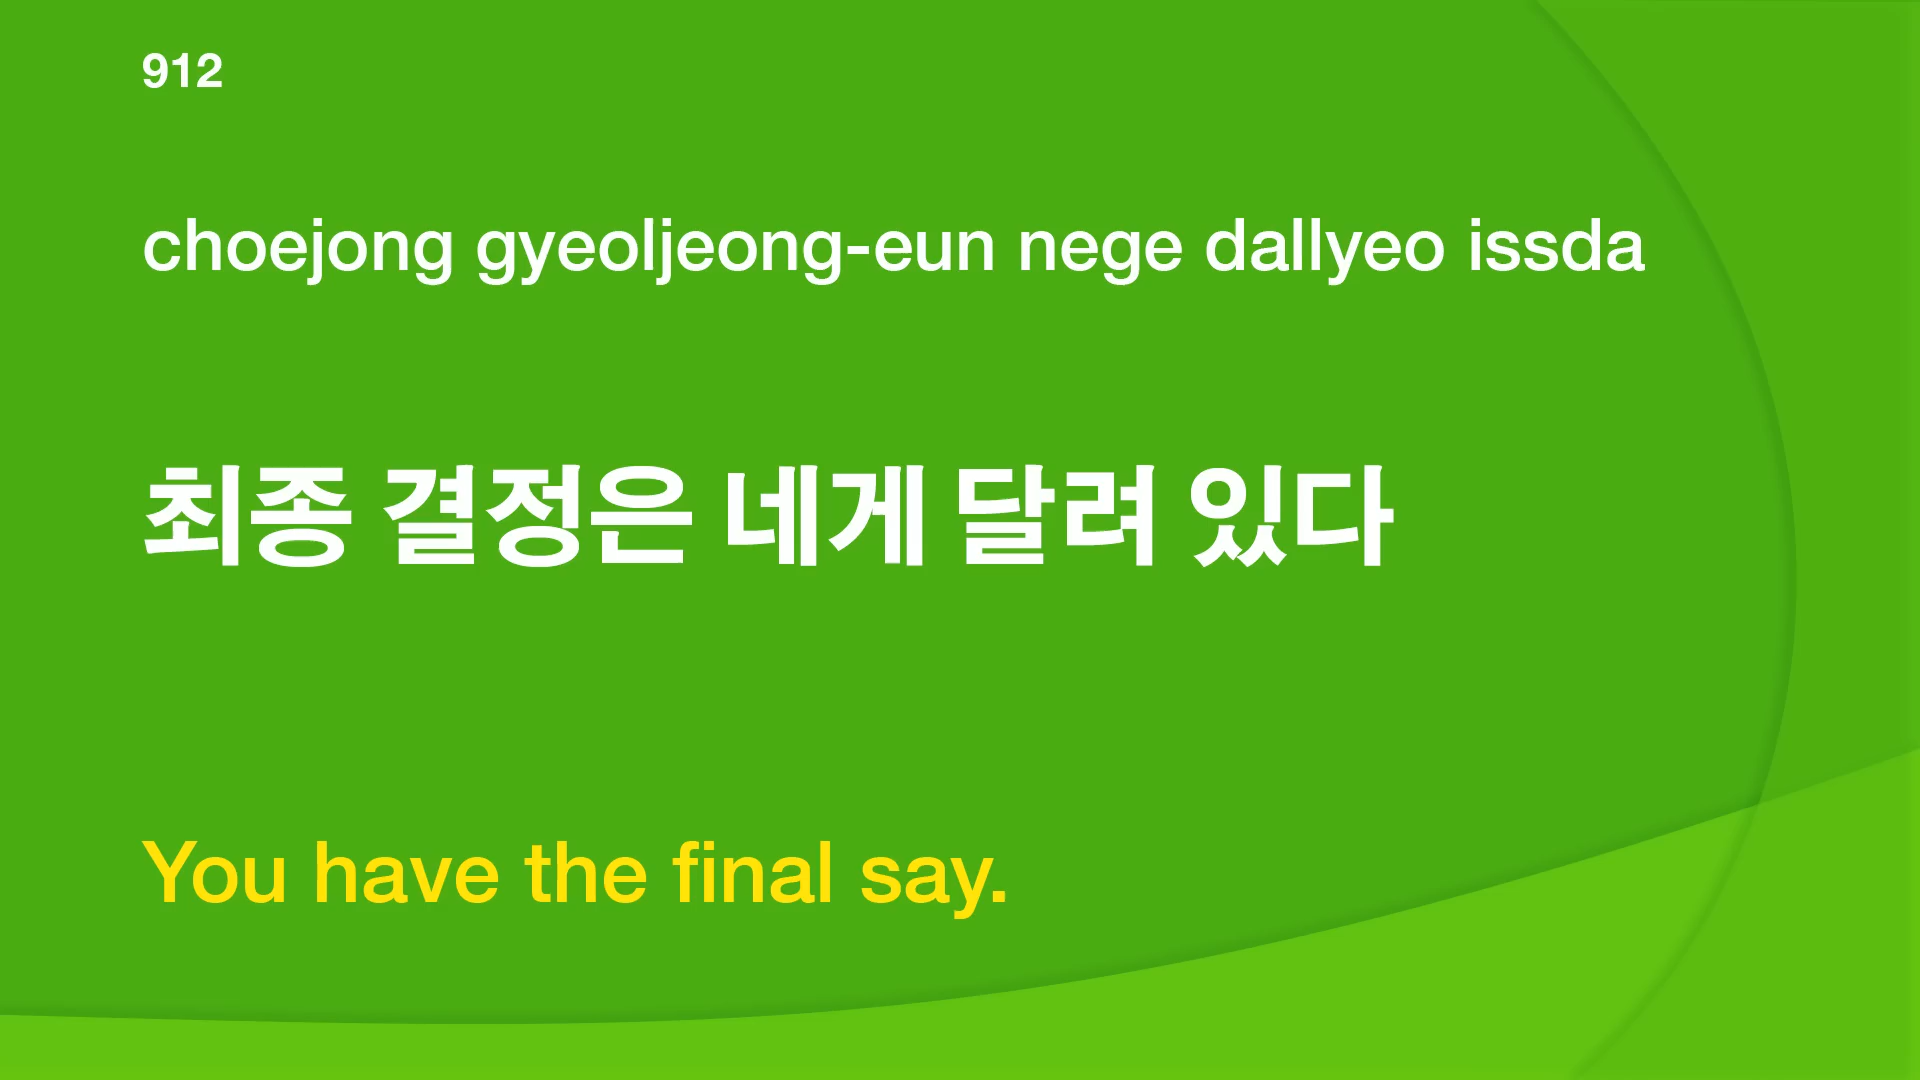 912
choejong gyeoljeong-eun nege dallyeo issda
최종 결정은 네게 달려 있다
You have the final say.